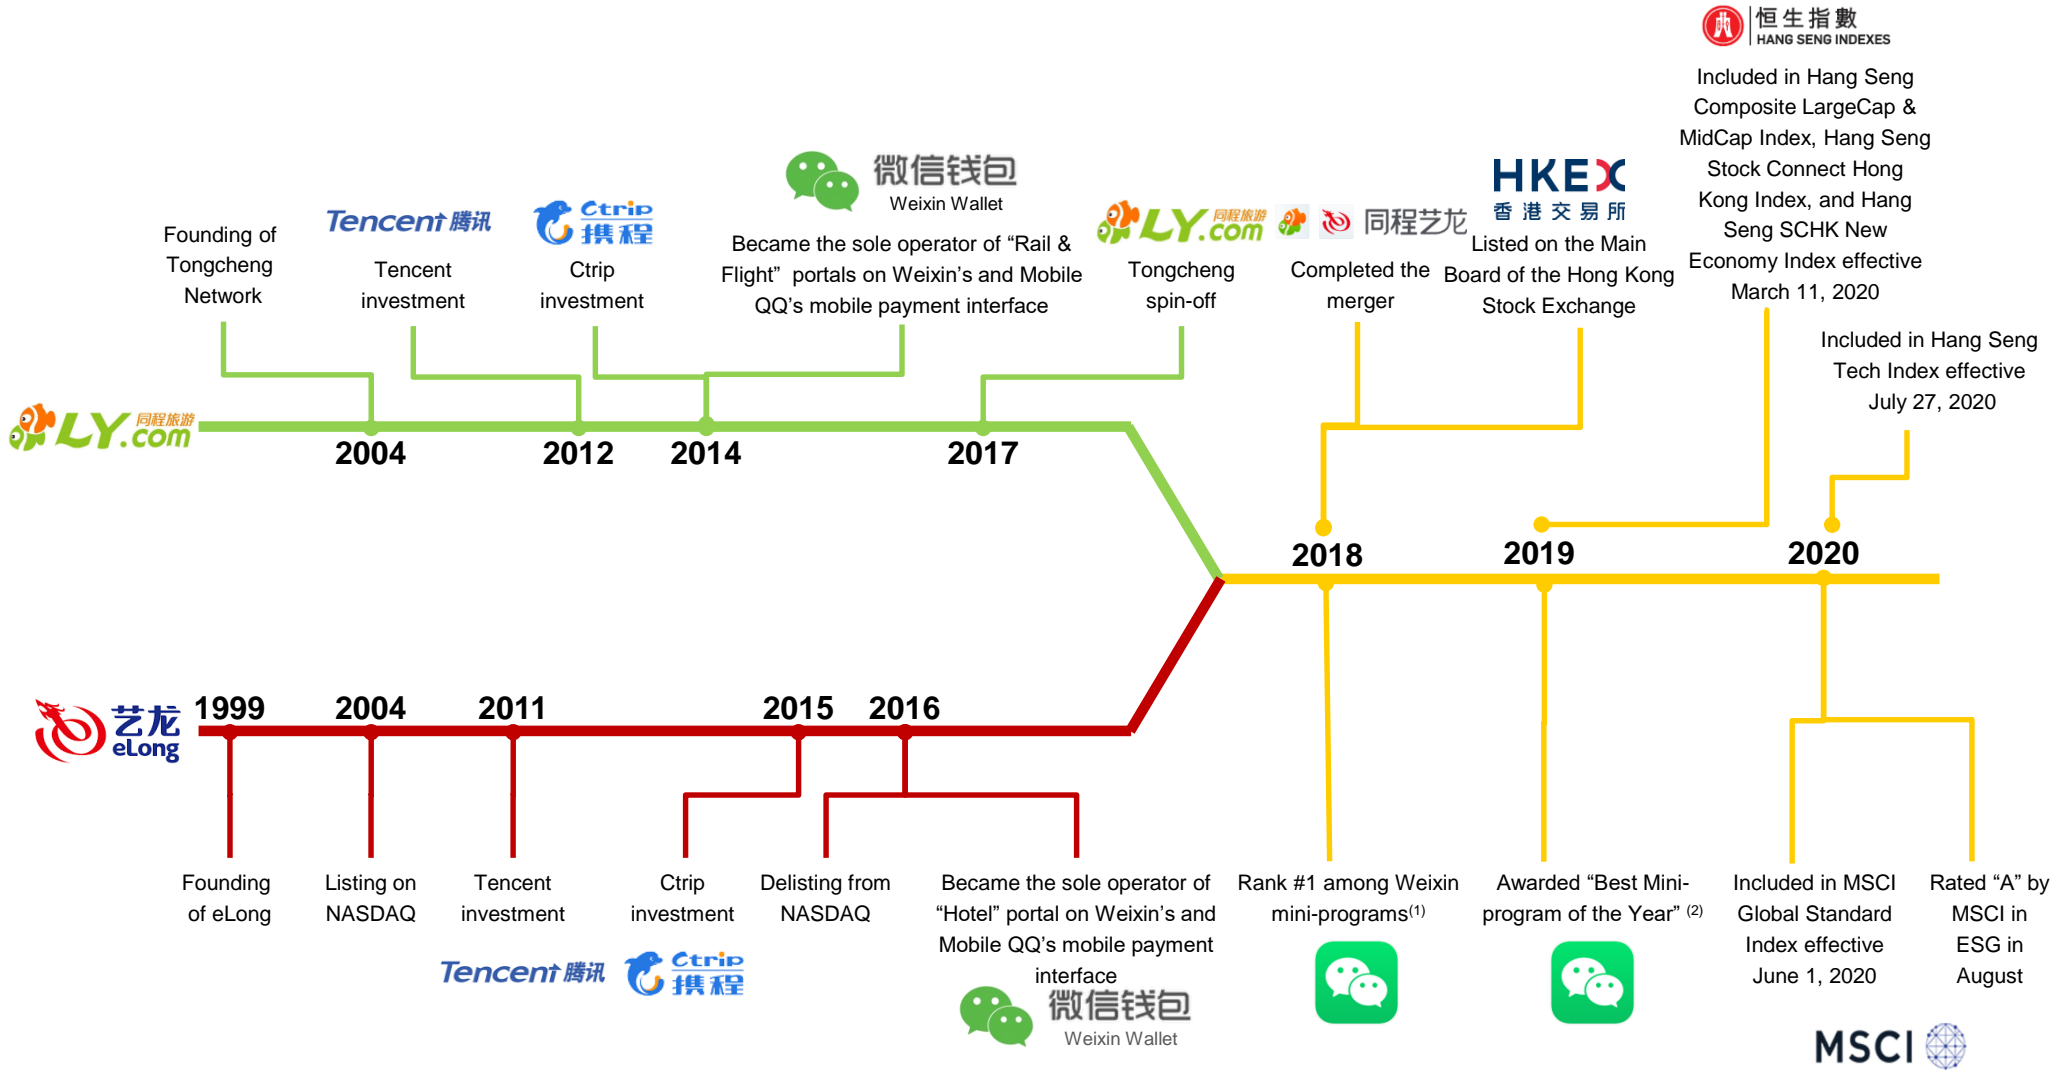 恒生指數
HANG SENG INDEXES
Included in Hang Seng
Composite LargeCap &
MidCap Index, Hang Seng
Stock Connect Hong
Kong Index, and Hang
Seng SCHK New
Economy Index effective
March 11, 2020
Founding of
Tongcheng
Network
Tencent 腾讯
Tencent
investment
Ctrip
携程
Ctrip
investment
微信钱包
Weixin Wallet
Became the sole operator of “Rail &
Flight” portals on Weixin’s and Mobile
QQ’s mobile payment interface
LY.com 同程旅游
Tongcheng
spin-off
同程艺龙
Completed the
merger
HKEX
香港交易所
Listed on the Main
Board of the Hong Kong
Stock Exchange
Included in Hang Seng
Tech Index effective
July 27, 2020
LY.com 同程旅游
2004
2012
2014
2017
2018
2019
2020
艺龙
eLong
1999
2004
2011
2015
2016
Founding
of eLong
Listing on
NASDAQ
Tencent
investment
Tencent 腾讯
Ctrip
investment
Ctrip
携程
Delisting from
NASDAQ
Became the sole operator of
“Hotel” portal on Weixin’s and
Mobile QQ’s mobile payment
interface
微信钱包
Weixin Wallet
Rank #1 among Weixin
mini-programs(1)
Awarded “Best Mini-
program of the Year” (2)
Included in MSCI
Global Standard
Index effective
June 1, 2020
Rated “A” by
MSCI in
ESG in
August
MSCI